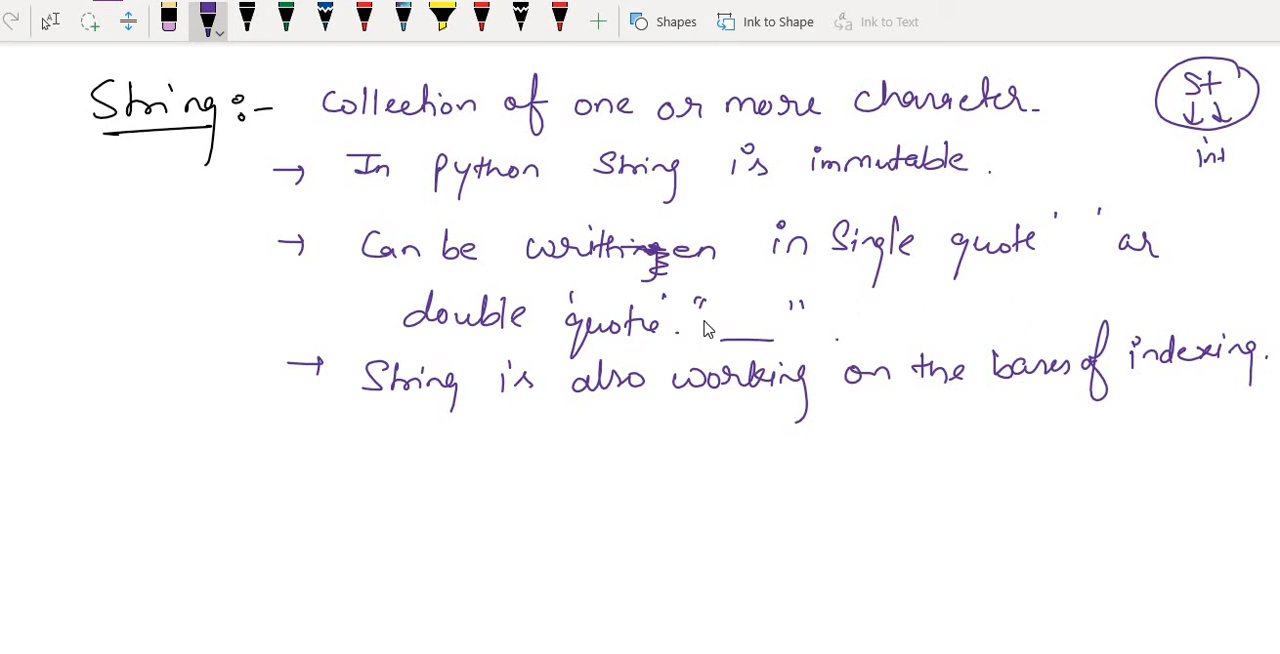 Shapes Ink to Shape Ink to Text
String:- Collection of one or more character.
→ In python String is immutable.
→ Can be written in Single quote ' ' or
double 'quote'. "__".
→ String is also working on the bases of indexing.
St
↓↓
int